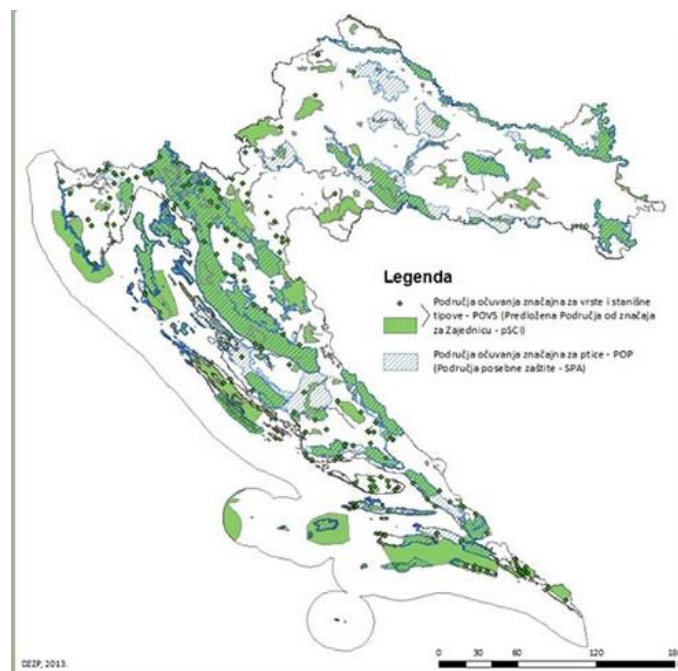 Legenda
Područja očuvanja značajna za vrste i stanišne
tipove - POVS (Predložena Područja od značaja
za Zajednicu - pSCI)
Područja očuvanja značajna za ptice - POP
(Područja posebne zaštite - SPA)
DZZP, 2013.
0 30 60 120 180